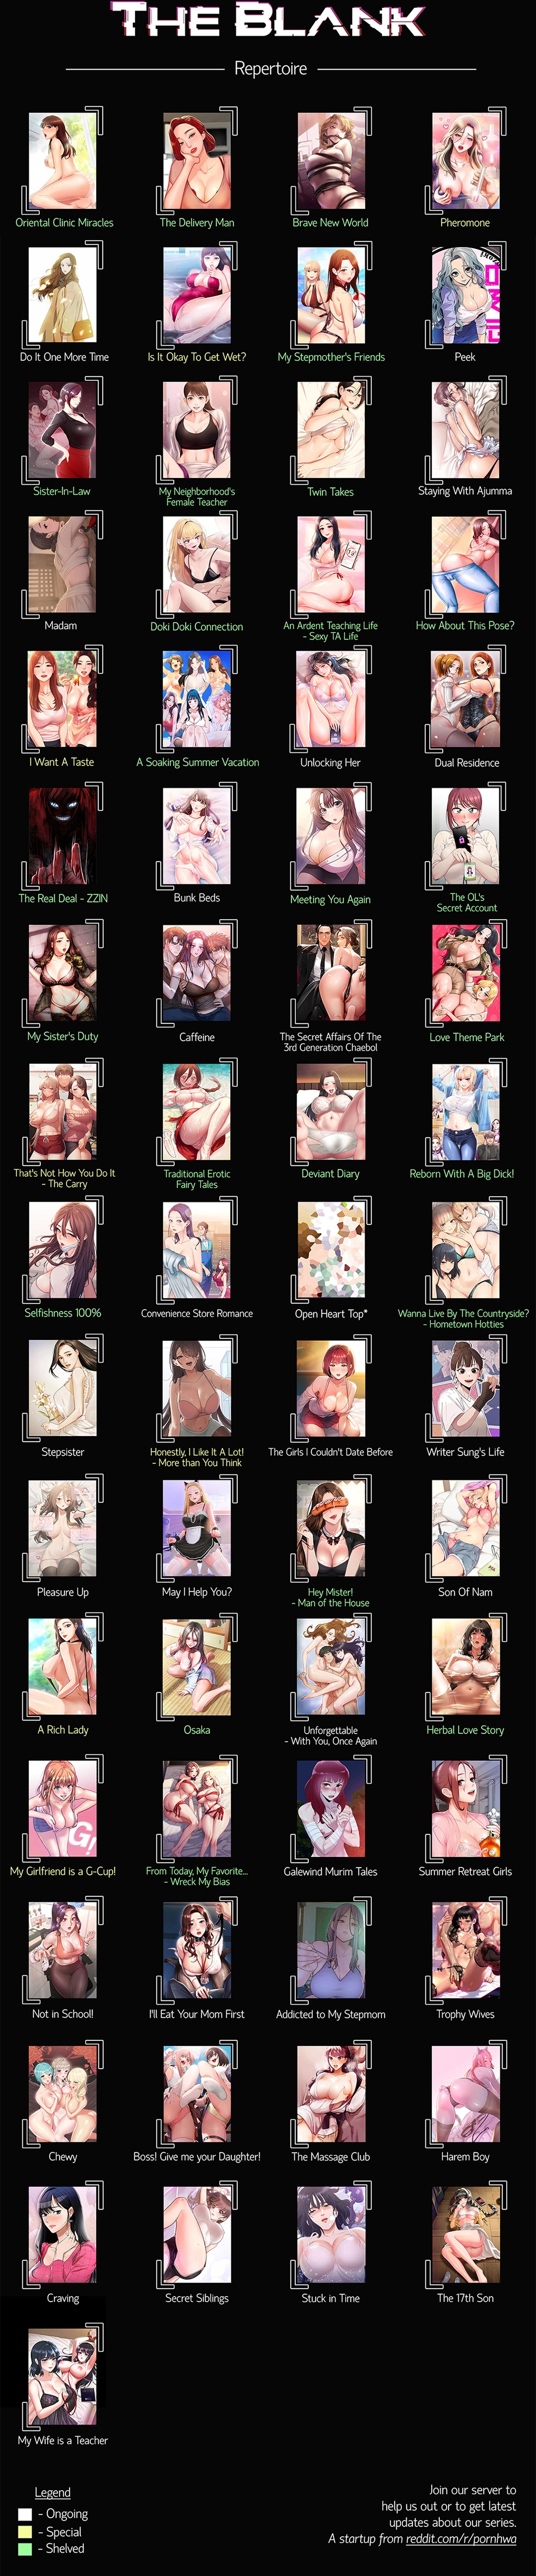 THE BLANK
Repertoire
Oriental Clinic Miracles
The Delivery Man
Brave New World
Pheromone
Do It One More Time
Is It Okay To Get Wet?
My Stepmother's Friends
Peek
Sister-In-Law
My Neighborhood's
Female Teacher
Twin Takes
Staying With Ajumma
Madam
Doki Doki Connection
An Ardent Teaching Life
- Sexy TA Life
How About This Pose?
I Want A Taste
A Soaking Summer Vacation
Unlocking Her
Dual Residence
The Real Deal - ZZIN
Bunk Beds
Meeting You Again
The OL's
Secret Account
My Sister's Duty
Caffeine
The Secret Affairs Of The
3rd Generation Chaebol
Love Theme Park
That's Not How You Do It
- The Carry
Traditional Erotic
Fairy Tales
Deviant Diary
Reborn With A Big Dick!
Selfishness 100%
Convenience Store Romance
Open Heart Top*
Wanna Live By The Countryside?
- Hometown Hotties
Stepsister
Honestly, I Like It A Lot!
- More than You Think
The Girls I Couldn't Date Before
Writer Sung's Life
Pleasure Up
May I Help You?
Hey Mister!
- Man of the House
Son Of Nam
A Rich Lady
Osaka
Unforgettable
- With You, Once Again
Herbal Love Story
My Girlfriend is a G-Cup!
From Today, My Favorite...
- Wreck My Bias
Galewind Murim Tales
Summer Retreat Girls
Not in School!
I'll Eat Your Mom First
Addicted to My Stepmom
Trophy Wives
Chewy
Boss! Give me your Daughter!
The Massage Club
Harem Boy
Craving
Secret Siblings
Stuck in Time
The 17th Son
My Wife is a Teacher
Legend
- Ongoing
- Special
- Shelved
Join our server to
help us out or to get latest
updates about our series.
A startup from reddit.com/r/pornhwa